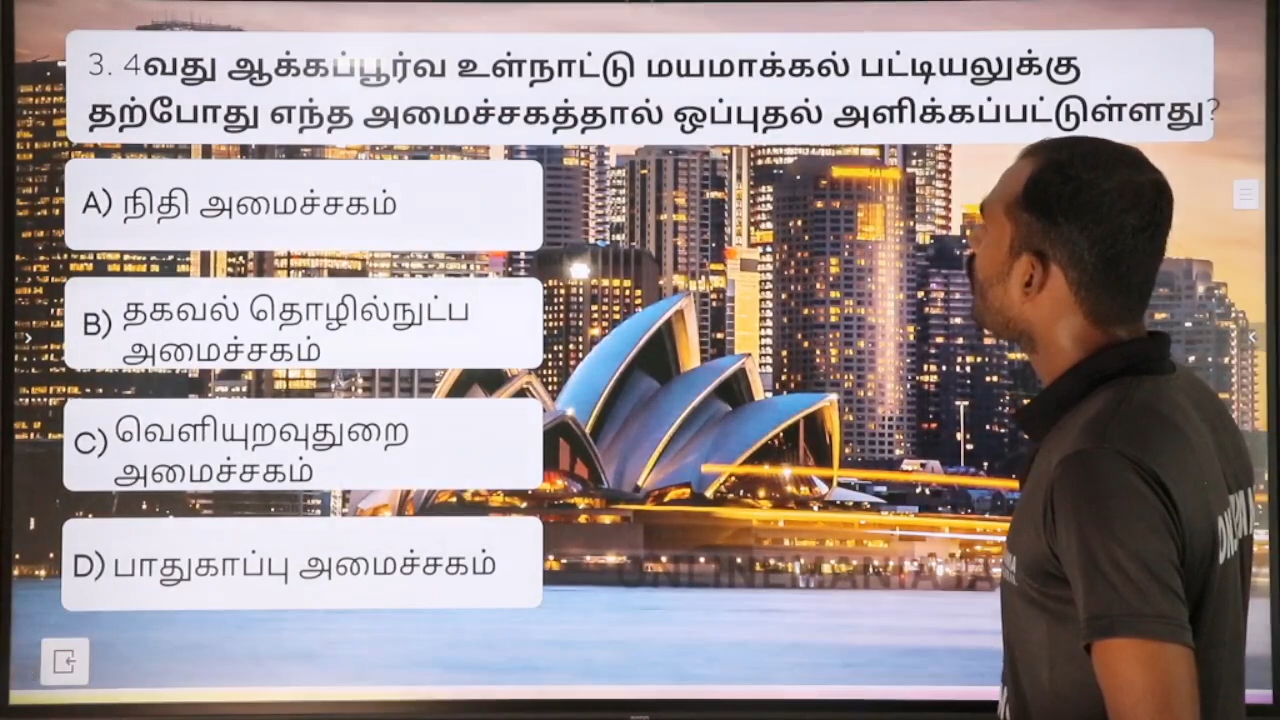 3. 4வது ஆக்கப்பூர்வ உள்நாட்டு மயமாக்கல் பட்டியலுக்கு
தற்போது எந்த அமைச்சகத்தால் ஒப்புதல் அளிக்கப்பட்டுள்ளது?
A) நிதி அமைச்சகம்
B) தகவல் தொழில்நுட்ப
அமைச்சகம்
C) வெளியுறவுதுறை
அமைச்சகம்
D) பாதுகாப்பு அமைச்சகம்